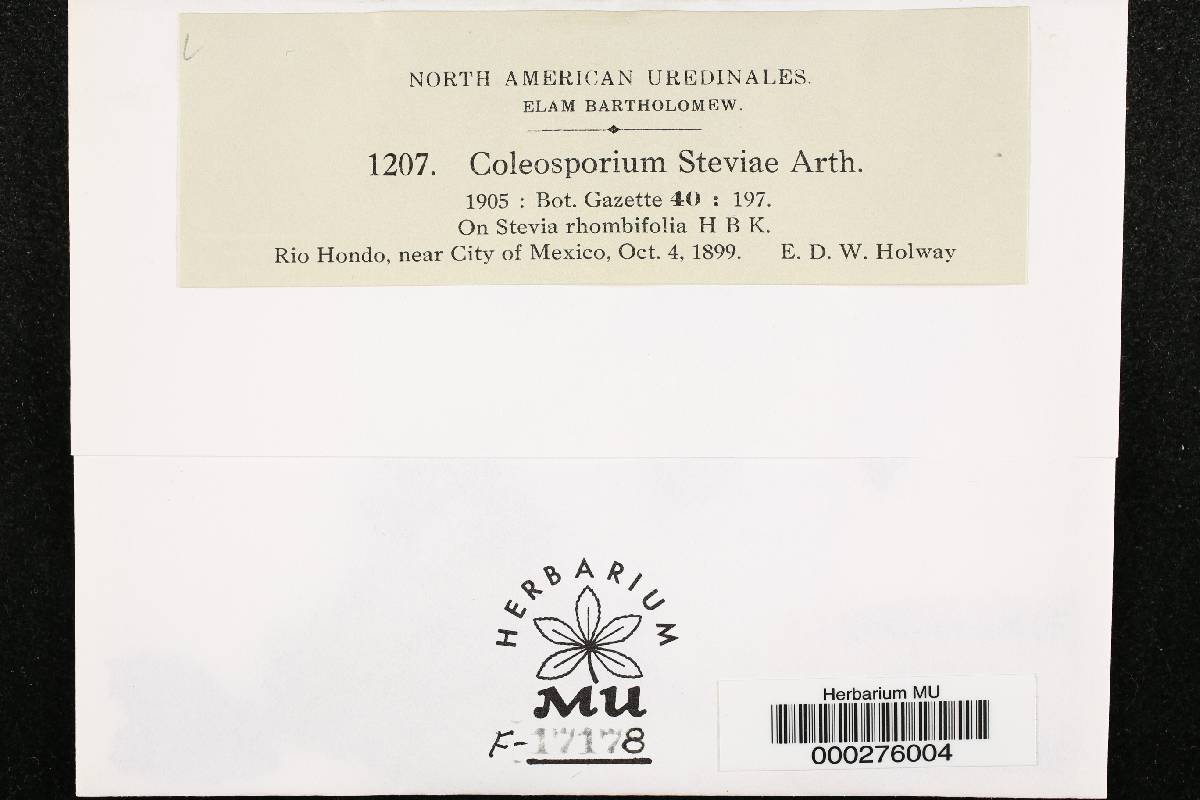 NORTH AMERICAN UREDINALES.
ELAM BARTHOLOMEW.
1207. Coleosporium Steviae Arth.
1905 : Bot. Gazette 40 : 197.
On Stevia rhombifolia H B K.
Rio Hondo, near City of Mexico, Oct. 4, 1899. E. D. W. Holway
HERBARIUM
MU
F-17178
Herbarium MU
000276004